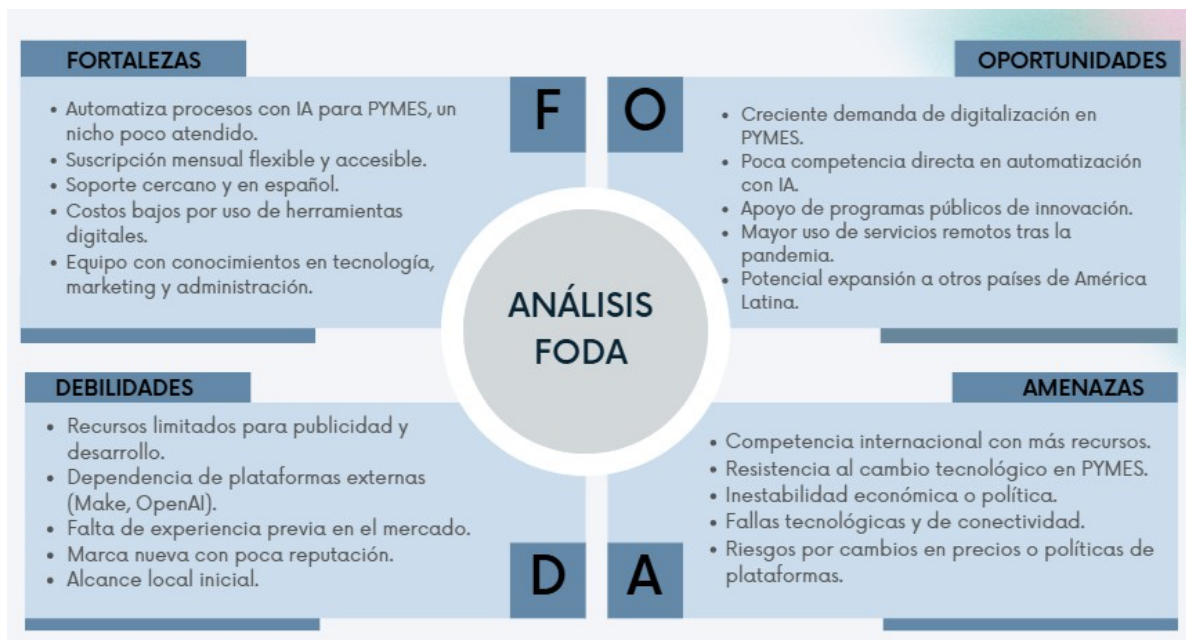 FORTALEZAS
• Automatiza procesos con IA para PYMES, un
nicho poco atendido.
• Suscripción mensual flexible y accesible.
• Soporte cercano y en español.
• Costos bajos por uso de herramientas
digitales.
• Equipo con conocimientos en tecnología,
marketing y administración.
F
O
OPORTUNIDADES
• Creciente demanda de digitalización en
PYMES.
• Poca competencia directa en automatización
con IA.
• Apoyo de programas públicos de innovación.
• Mayor uso de servicios remotos tras la
pandemia.
• Potencial expansión a otros países de América
Latina.
ANÁLISIS
FODA
DEBILIDADES
• Recursos limitados para publicidad y
desarrollo.
• Dependencia de plataformas externas
(Make, OpenAI).
• Falta de experiencia previa en el mercado.
• Marca nueva con poca reputación.
• Alcance local inicial.
D
A
AMENAZAS
• Competencia internacional con más recursos.
• Resistencia al cambio tecnológico en PYMES.
• Inestabilidad económica o política.
• Fallas tecnológicas y de conectividad.
• Riesgos por cambios en precios o políticas de
plataformas.